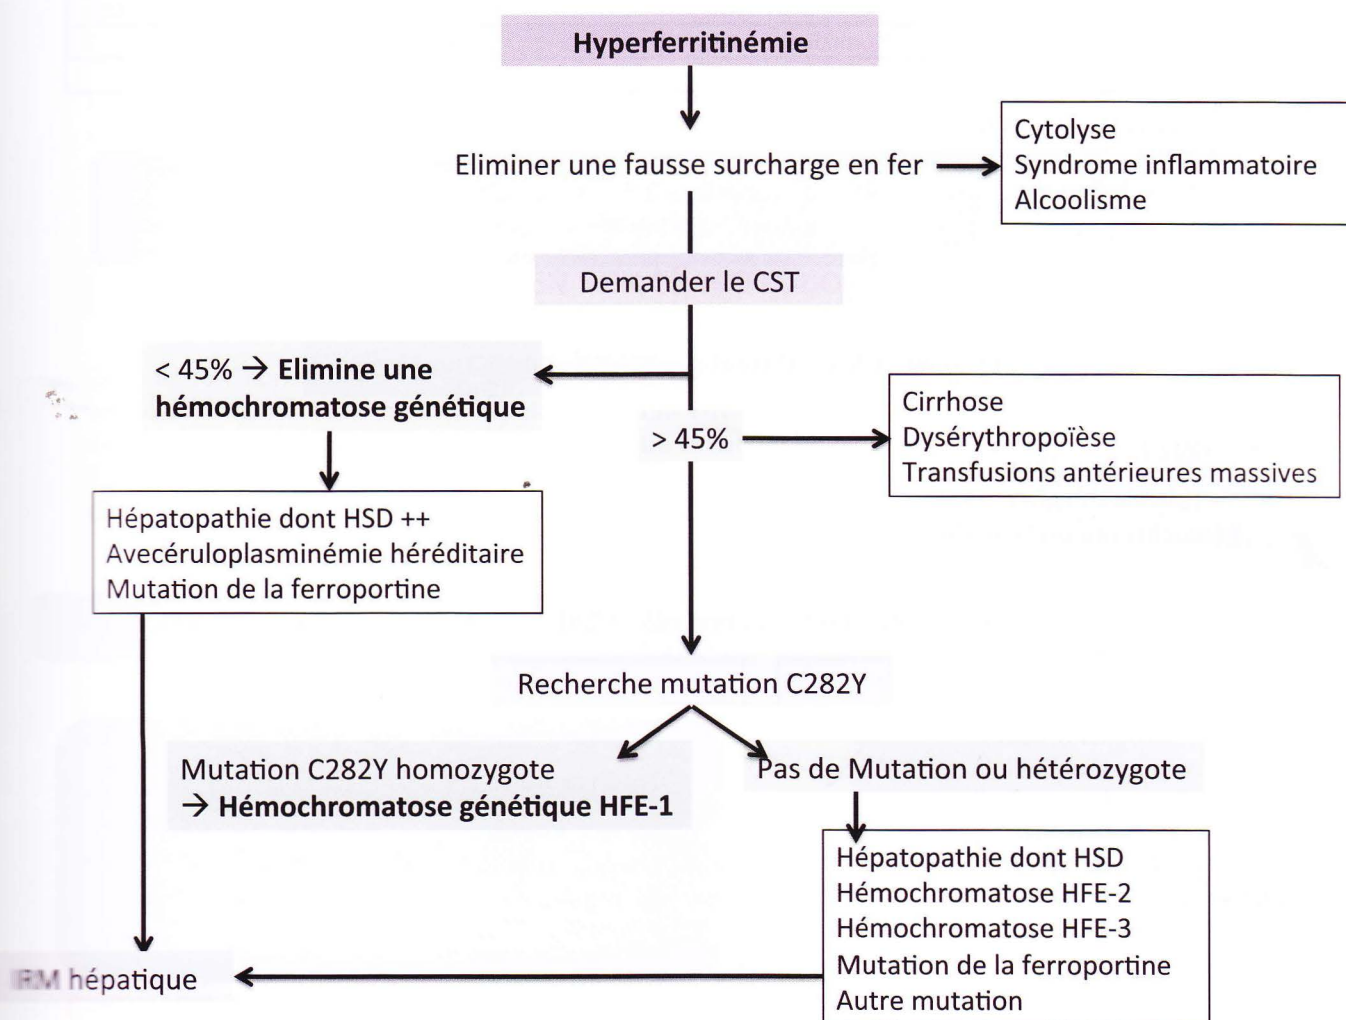 Hyperferritinémie
Eliminer une fausse surcharge en fer
Cytolyse
Syndrome inflammatoire
Alcoolisme
Demander le CST
< 45% → Elimine une
hémochromatose génétique
> 45%
Cirrhose
Dysérythropoïèse
Transfusions antérieures massives
Hépatopathie dont HSD ++
Avecéruloplasminémie héréditaire
Mutation de la ferroportine
Recherche mutation C282Y
Mutation C282Y homozygote
→ Hémochromatose génétique HFE-1
Pas de Mutation ou hétérozygote
Hépatopathie dont HSD
Hémochromatose HFE-2
Hémochromatose HFE-3
Mutation de la ferroportine
Autre mutation
IRM hépatique